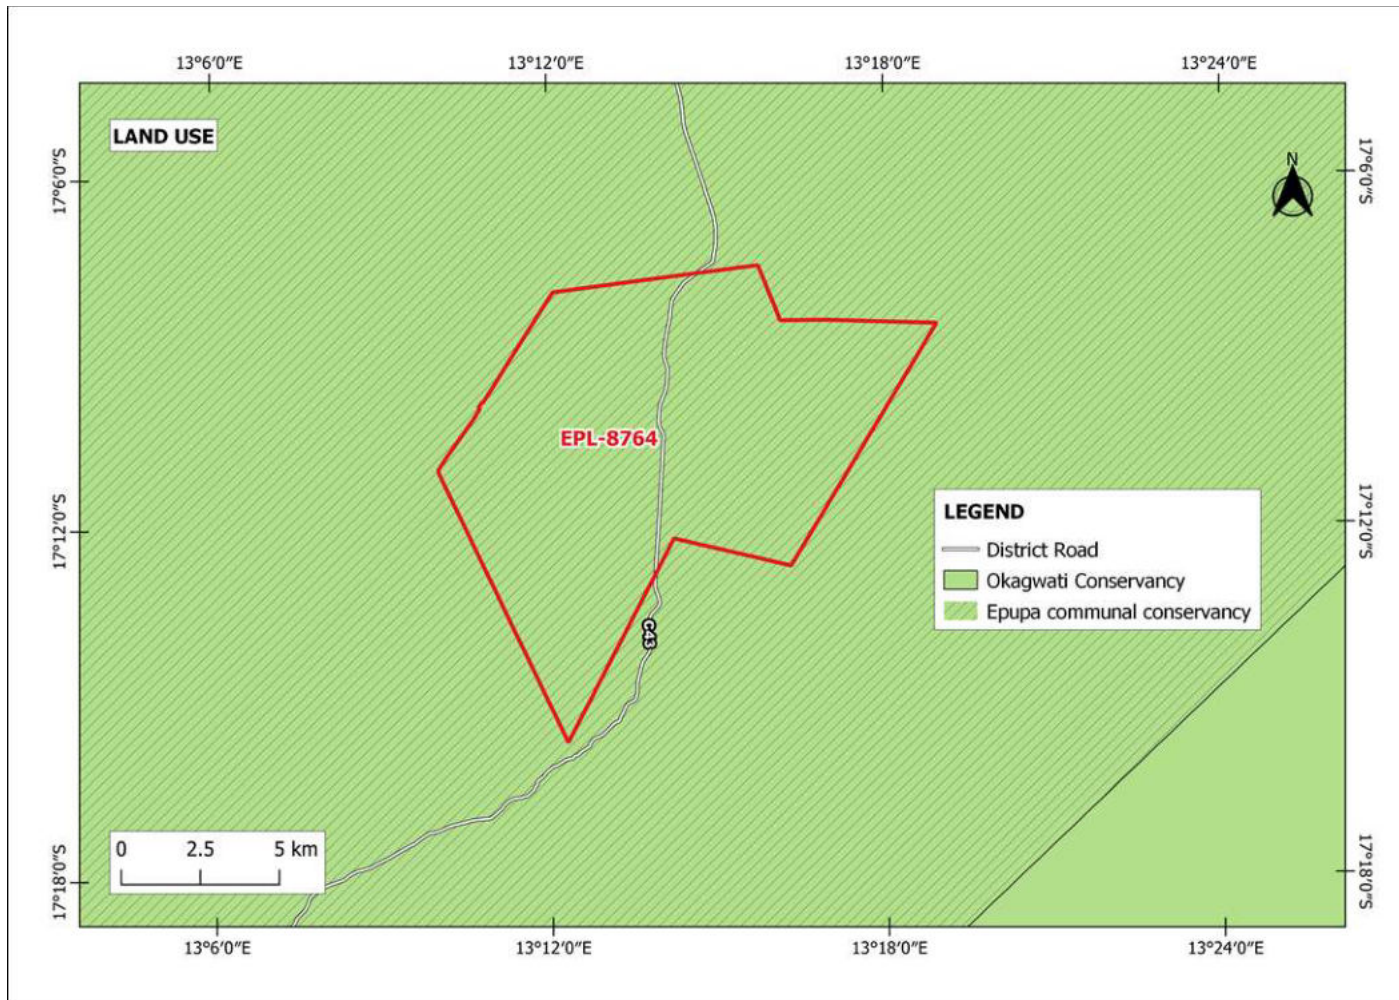 13°6′0″E 13°12′0″E 13°18′0″E 13°24′0″E
LAND USE
N
17°6′0″S 17°6′0″S
EPL-8764
17°12′0″S 17°12′0″S
LEGEND
District Road
Okagwati Conservancy
Epupa communal conservancy
C43
0 2.5 5 km
17°18′0″S 17°18′0″S
13°6′0″E 13°12′0″E 13°18′0″E 13°24′0″E